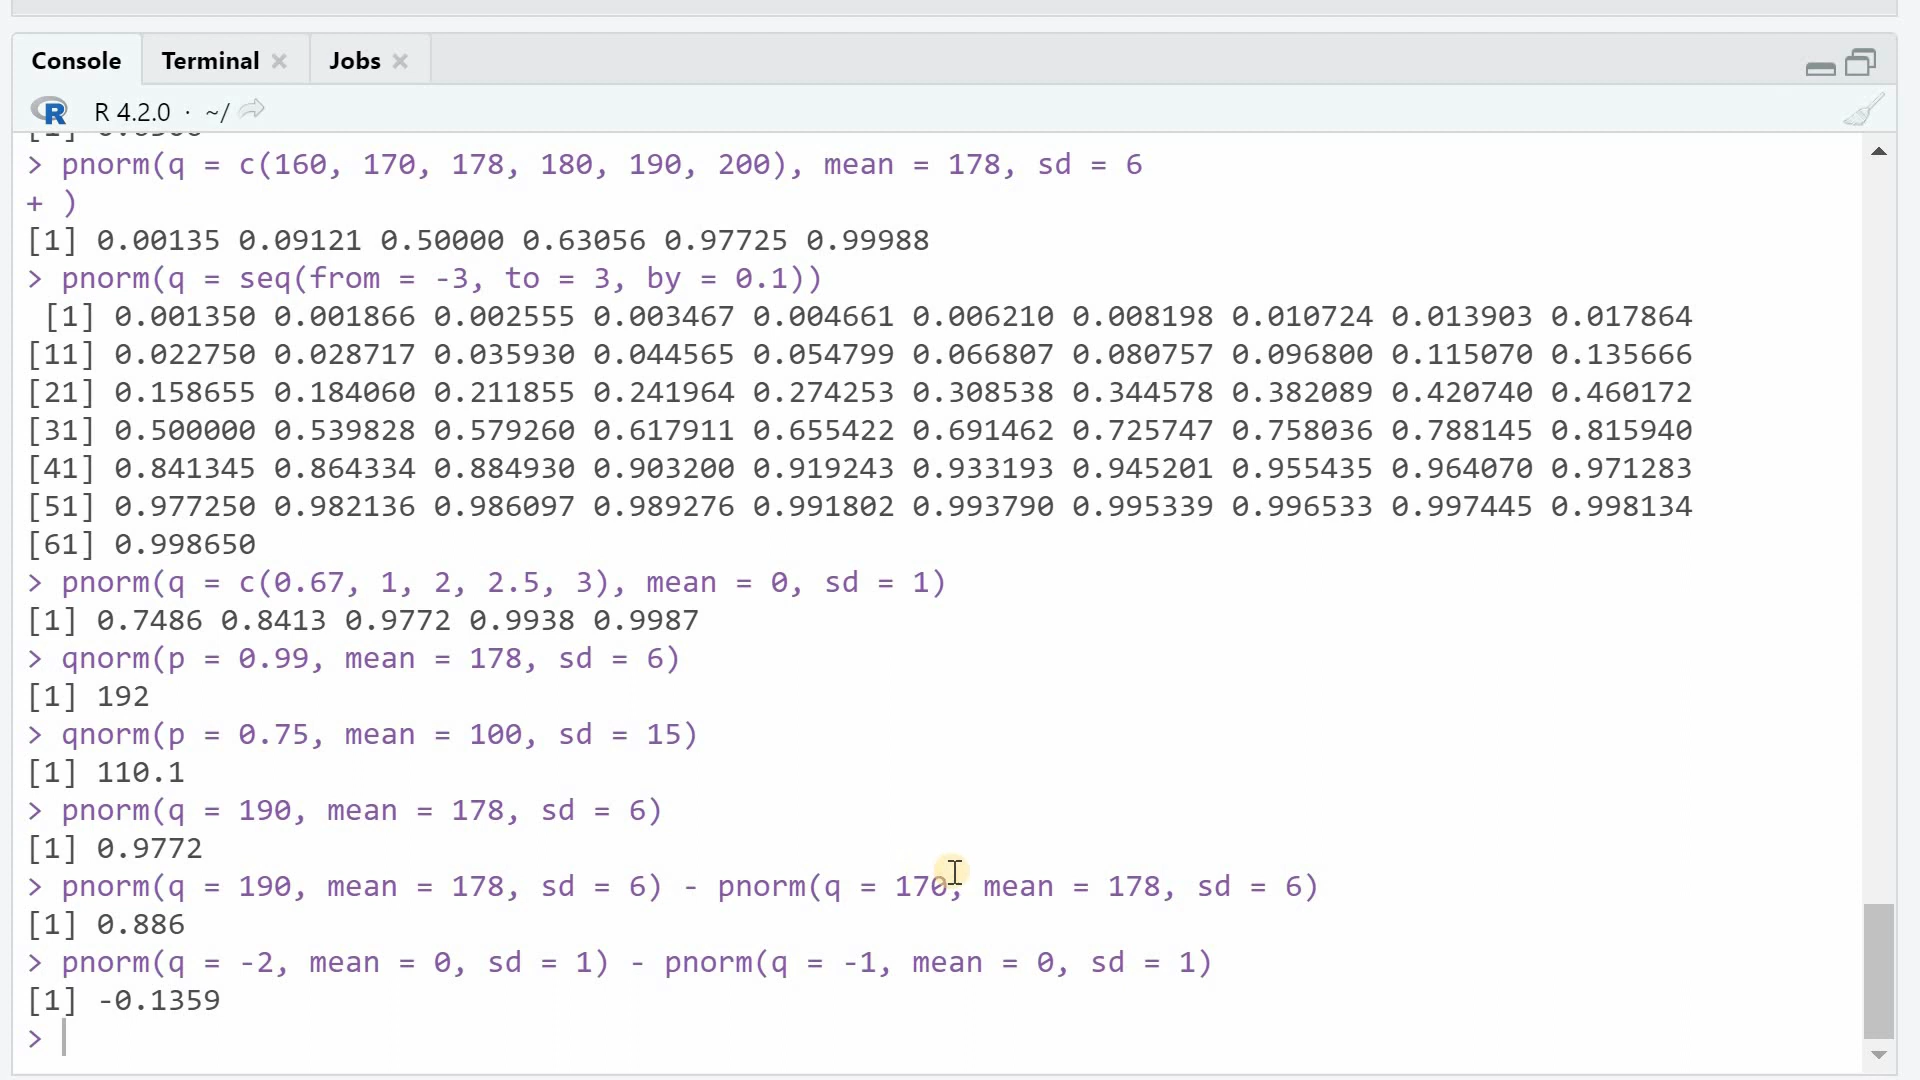 Console Terminal Jobs
R R 4.2.0 · ~/
> pnorm(q = c(160, 170, 178, 180, 190, 200), mean = 178, sd = 6
+ )
[1] 0.00135 0.09121 0.50000 0.63056 0.97725 0.99988
> pnorm(q = seq(from = -3, to = 3, by = 0.1))
[1] 0.001350 0.001866 0.002555 0.003467 0.004661 0.006210 0.008198 0.010724 0.013903 0.017864
[11] 0.022750 0.028717 0.035930 0.044565 0.054799 0.066807 0.080757 0.096800 0.115070 0.135666
[21] 0.158655 0.184060 0.211855 0.241964 0.274253 0.308538 0.344578 0.382089 0.420740 0.460172
[31] 0.500000 0.539828 0.579260 0.617911 0.655422 0.691462 0.725747 0.758036 0.788145 0.815940
[41] 0.841345 0.864334 0.884930 0.903200 0.919243 0.933193 0.945201 0.955435 0.964070 0.971283
[51] 0.977250 0.982136 0.986097 0.989276 0.991802 0.993790 0.995339 0.996533 0.997445 0.998134
[61] 0.998650
> pnorm(q = c(0.67, 1, 2, 2.5, 3), mean = 0, sd = 1)
[1] 0.7486 0.8413 0.9772 0.9938 0.9987
> qnorm(p = 0.99, mean = 178, sd = 6)
[1] 192
> qnorm(p = 0.75, mean = 100, sd = 15)
[1] 110.1
> pnorm(q = 190, mean = 178, sd = 6)
[1] 0.9772
> pnorm(q = 190, mean = 178, sd = 6) - pnorm(q = 170, mean = 178, sd = 6)
[1] 0.886
> pnorm(q = -2, mean = 0, sd = 1) - pnorm(q = -1, mean = 0, sd = 1)
[1] -0.1359
>